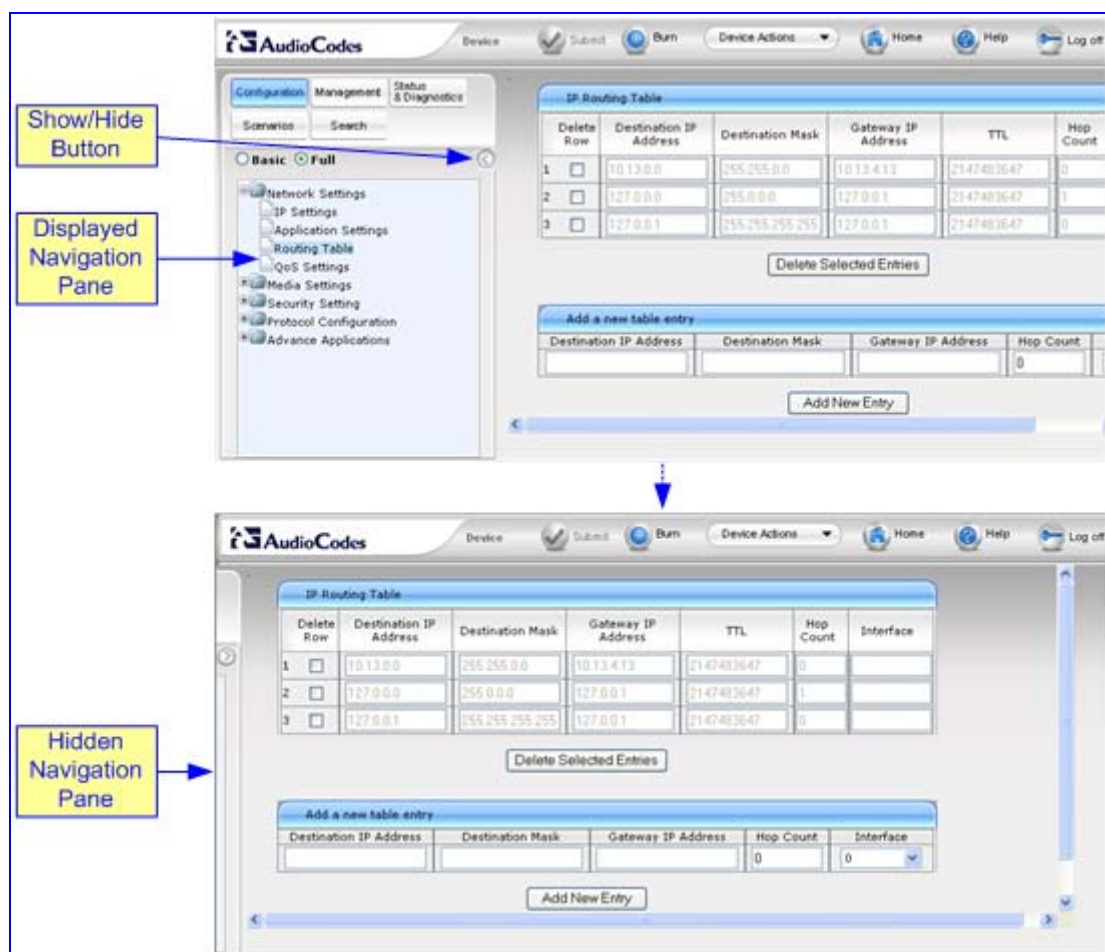 AudioCodes
Device
Submit
Burn
Device Actions
Home
Help
Log off
Configuration
Management
Status
& Diagnostics
Scenarios
Search
Show/Hide
Button
Basic
Full
Network Settings
IP Settings
Application Settings
Routing Table
QoS Settings
Media Settings
Security Setting
Protocol Configuration
Advance Applications
Displayed
Navigation
Pane
IP Routing Table
Delete Row Destination IP Address Destination Mask Gateway IP Address TTL Hop Count
1 10.13.0.0 255.255.0.0 10.13.4.13 2147483647 0
2 127.0.0.0 255.0.0.0 127.0.0.1 2147483647 1
3 127.0.0.1 255.255.255.255 127.0.0.1 2147483647 0
Delete Selected Entries
Add a new table entry
Destination IP Address Destination Mask Gateway IP Address Hop Count
0
Add New Entry
AudioCodes
Device
Submit
Burn
Device Actions
Home
Help
Log off
Hidden
Navigation
Pane
IP Routing Table
Delete Row Destination IP Address Destination Mask Gateway IP Address TTL Hop Count Interface
1 10.13.0.0 255.255.0.0 10.13.4.13 2147483647 0
2 127.0.0.0 255.0.0.0 127.0.0.1 2147483647 1
3 127.0.0.1 255.255.255.255 127.0.0.1 2147483647 0
Delete Selected Entries
Add a new table entry
Destination IP Address Destination Mask Gateway IP Address Hop Count Interface
0 0
Add New Entry